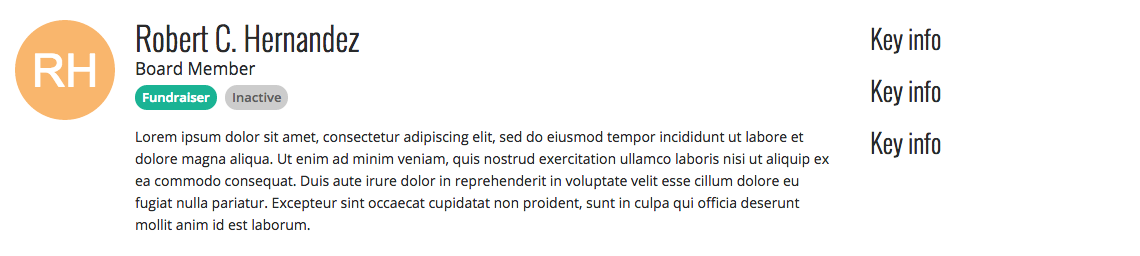 RH
Robert C. Hernandez
Board Member
Fundraiser Inactive
Lorem ipsum dolor sit amet, consectetur adipiscing elit, sed do eiusmod tempor incididunt ut labore et
dolore magna aliqua. Ut enim ad minim veniam, quis nostrud exercitation ullamco laboris nisi ut aliquip ex
ea commodo consequat. Duis aute irure dolor in reprehenderit in voluptate velit esse cillum dolore eu
fugiat nulla pariatur. Excepteur sint occaecat cupidatat non proident, sunt in culpa qui officia deserunt
mollit anim id est laborum.
Key info
Key info
Key info